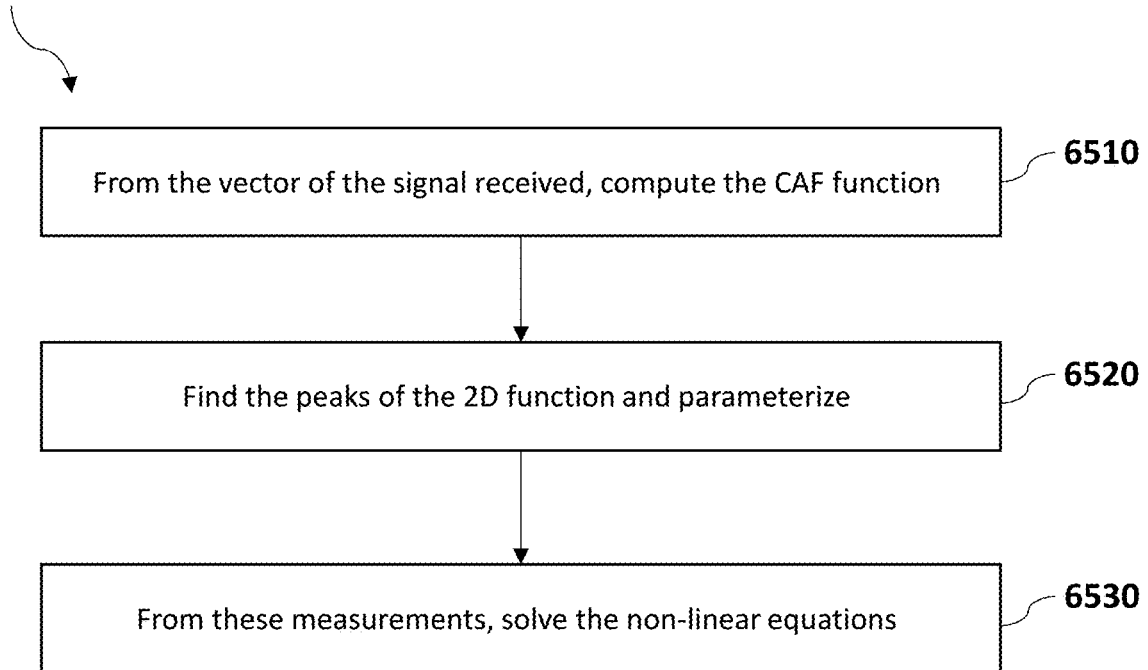 From the vector of the signal received, compute the CAF function
6510
Find the peaks of the 2D function and parameterize
6520
From these measurements, solve the non-linear equations
6530